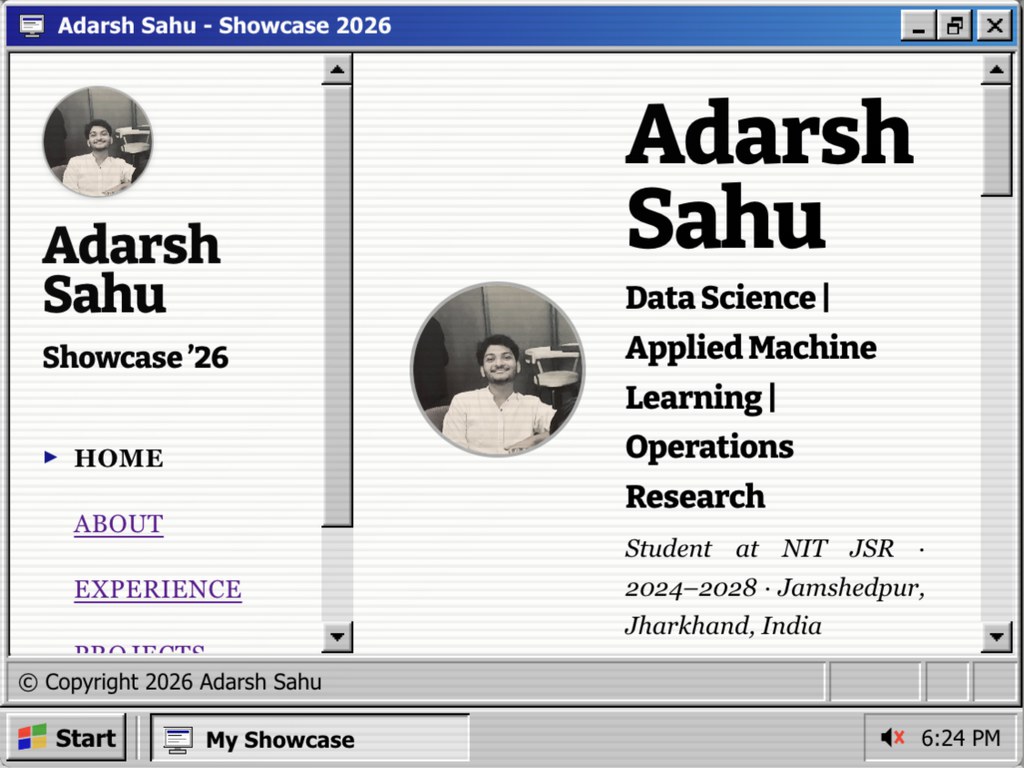 Adarsh Sahu - Showcase 2026
Adarsh
Sahu
Showcase ’26
HOME
ABOUT
EXPERIENCE
PROJECTS
Adarsh
Sahu
Data Science |
Applied Machine
Learning |
Operations
Research
Student at NIT JSR ·
2024–2028 · Jamshedpur,
Jharkhand, India
© Copyright 2026 Adarsh Sahu
Start
My Showcase
6:24 PM